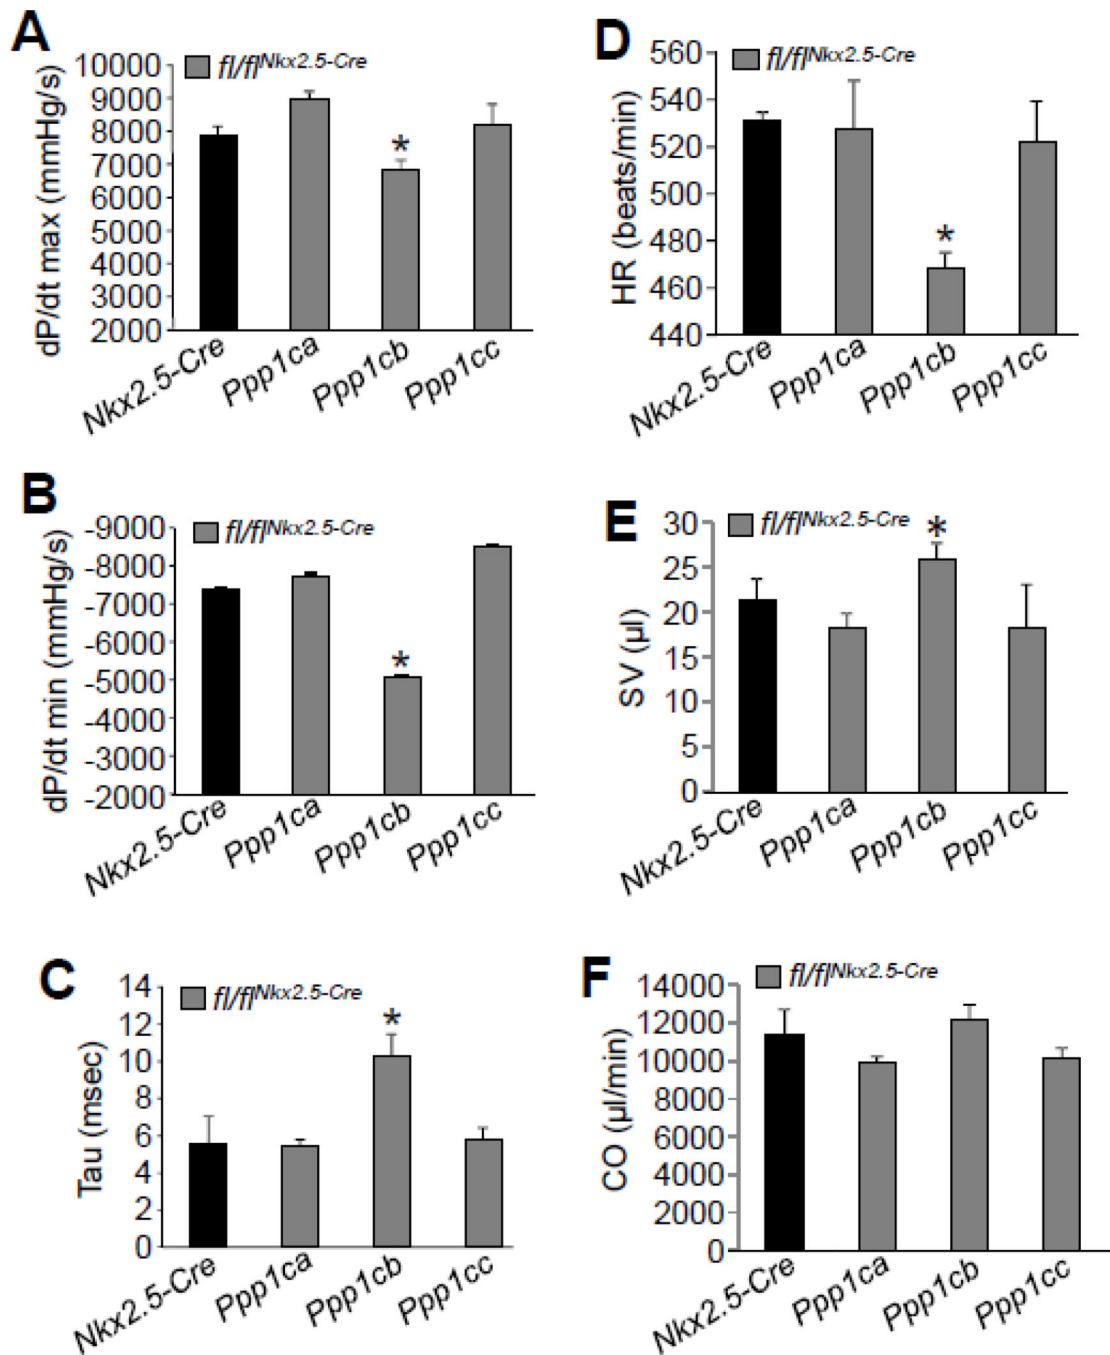 A
fl/fl^Nkx2.5-Cre
dP/dt max (mmHg/s)
10000
9000
8000
7000
6000
5000
4000
3000
2000
*
Nkx2.5-Cre
Ppp1ca
Ppp1cb
Ppp1cc
D
fl/fl^Nkx2.5-Cre
HR (beats/min)
560
540
520
500
480
460
440
*
Nkx2.5-Cre
Ppp1ca
Ppp1cb
Ppp1cc
B
fl/fl^Nkx2.5-Cre
dP/dt min (mmHg/s)
-9000
-8000
-7000
-6000
-5000
-4000
-3000
-2000
*
Nkx2.5-Cre
Ppp1ca
Ppp1cb
Ppp1cc
E
fl/fl^Nkx2.5-Cre
SV (µl)
30
25
20
15
10
5
0
*
Nkx2.5-Cre
Ppp1ca
Ppp1cb
Ppp1cc
C
fl/fl^Nkx2.5-Cre
Tau (msec)
14
12
10
8
6
4
2
0
*
Nkx2.5-Cre
Ppp1ca
Ppp1cb
Ppp1cc
F
fl/fl^Nkx2.5-Cre
CO (µl/min)
14000
12000
10000
8000
6000
4000
2000
0
Nkx2.5-Cre
Ppp1ca
Ppp1cb
Ppp1cc